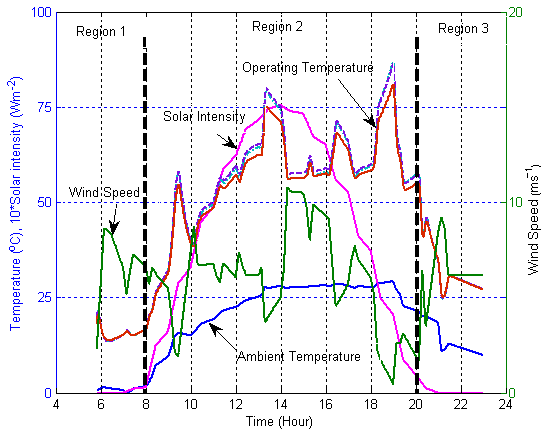 Region 1
Region 2
Region 3
Operating Temperature
Solar Intensity
Wind Speed
Ambient Temperature
100
75
50
25
0
20
10
0
4 6 8 10 12 14 16 18 20 22 24
Time (Hour)
Temperature (⁰C), 10*Solar intensity (Wm⁻²)
Wind Speed (ms⁻¹)